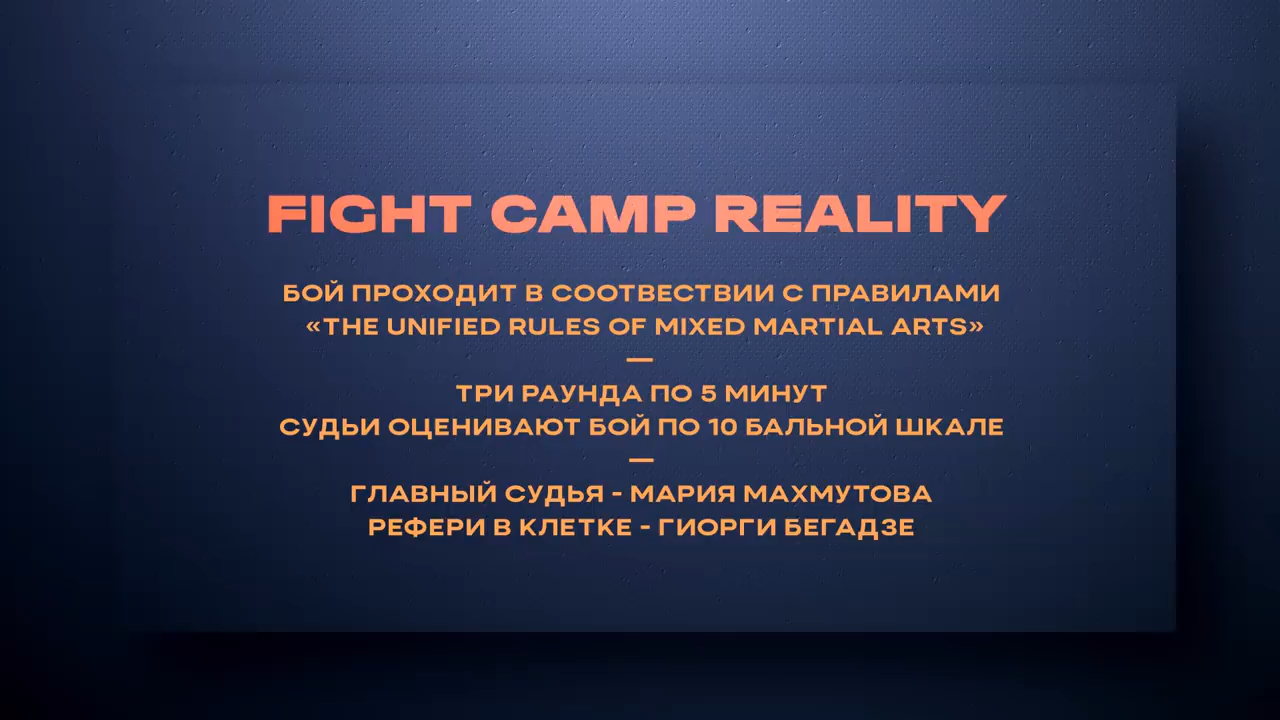 FIGHT CAMP REALITY
БОЙ ПРОХОДИТ В СООТВЕСТВИИ С ПРАВИЛАМИ
«THE UNIFIED RULES OF MIXED MARTIAL ARTS»
—
ТРИ РАУНДА ПО 5 МИНУТ
СУДЬИ ОЦЕНИВАЮТ БОЙ ПО 10 БАЛЬНОЙ ШКАЛЕ
—
ГЛАВНЫЙ СУДЬЯ - МАРИЯ МАХМУТОВА
РЕФЕРИ В КЛЕТКЕ - ГИОРГИ БЕГАДЗЕ